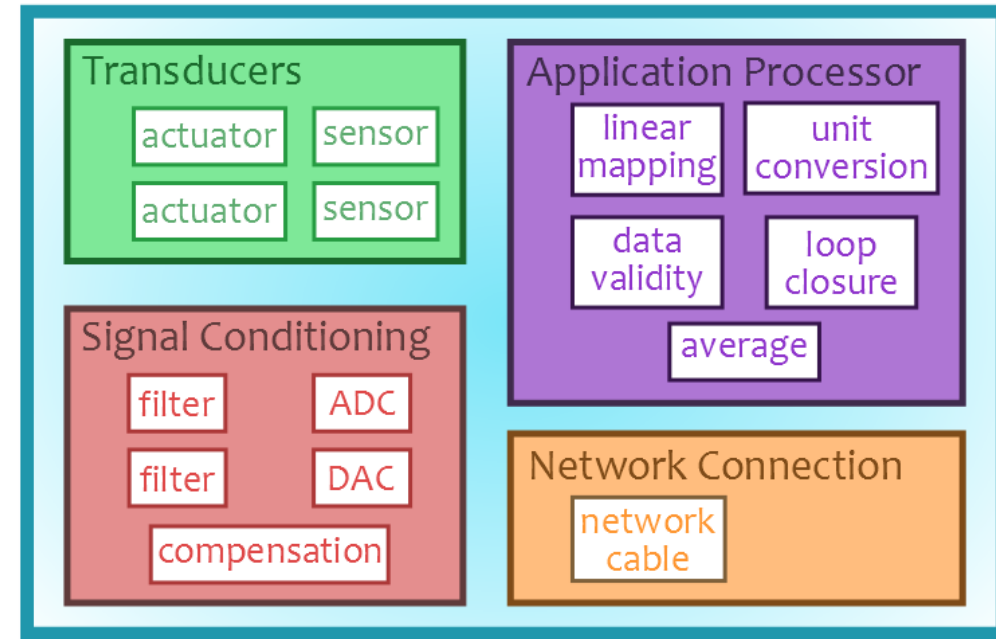 Transducers
actuator
sensor
actuator
sensor
Signal Conditioning
filter
ADC
filter
DAC
compensation
Application Processor
linear
mapping
unit
conversion
data
validity
loop
closure
average
Network Connection
network
cable